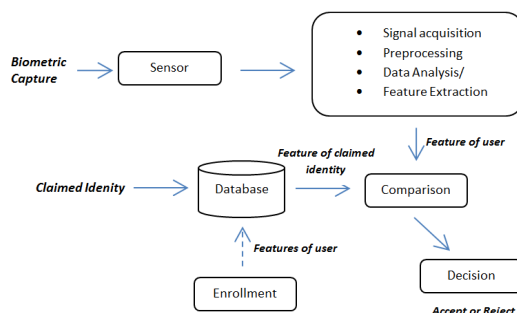 • Signal acquisition
• Preprocessing
• Data Analysis/
• Feature Extraction
Biometric
Capture
Sensor
Feature of user
Feature of claimed
identity
Claimed Idenity
Database
Comparison
Features of user
Enrollment
Decision
Accept or Reject